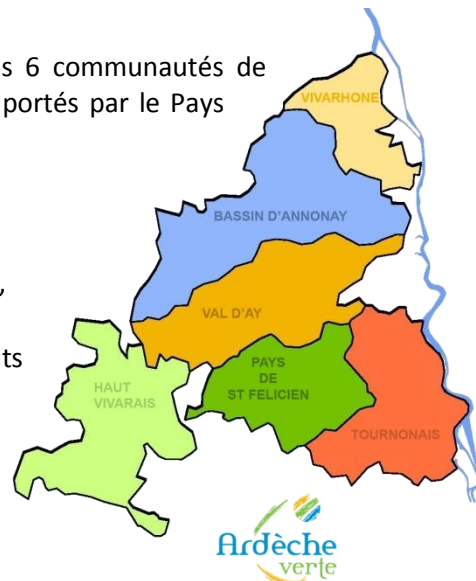 s 6 communautés de
portés par le Pays
,
ts
VIVARHONE
BASSIN D'ANNONAY
VAL D'AY
HAUT
VIVARAIS
PAYS
DE
ST FELICIEN
TOURNONAIS
Ardèche
verte